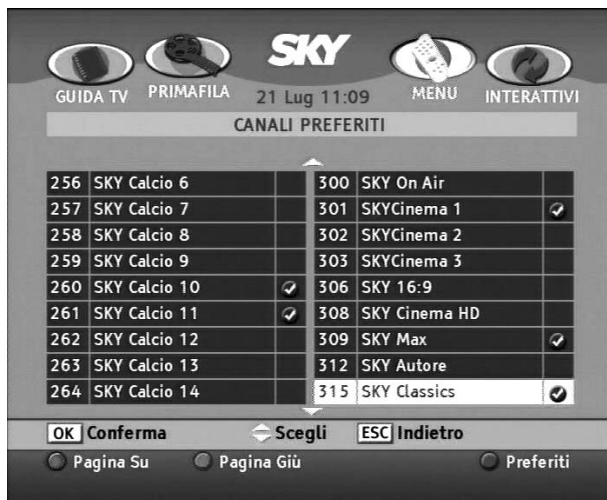 SKY
GUIDA TV PRIMAFILA 21 Lug 11:09 MENU INTERATTIVI
CANALI PREFERITI
256 SKY Calcio 6 300 SKY On Air
257 SKY Calcio 7 301 SKYCinema 1
258 SKY Calcio 8 302 SKYCinema 2
259 SKY Calcio 9 303 SKYCinema 3
260 SKY Calcio 10 306 SKY 16:9
261 SKY Calcio 11 308 SKY Cinema HD
262 SKY Calcio 12 309 SKY Max
263 SKY Calcio 13 312 SKY Autore
264 SKY Calcio 14 315 SKY Classics
OK Conferma Scegli ESC Indietro
Pagina Su Pagina Giù Preferiti